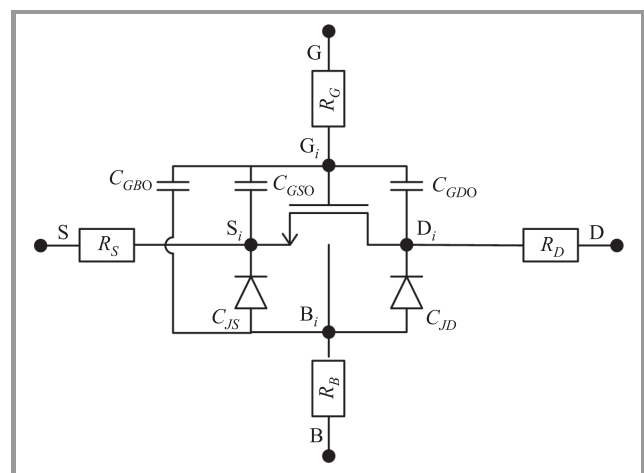 G
R_G
G_i
C_GBO
C_GSO
C_GDO
S
R_S
S_i
D_i
R_D
D
C_JS
B_i
C_JD
R_B
B